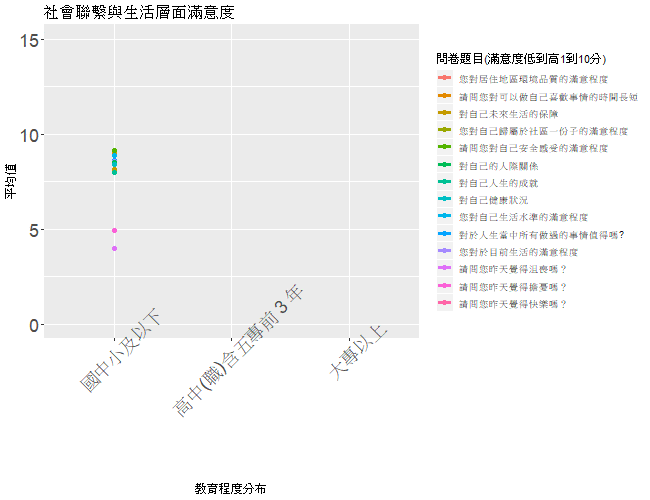 社會聯繫與生活層面滿意度
平均值
15
10
5
0
國中小及以下
高中(職)含五專前 3 年
大專以上
教育程度分布
問卷題目(滿意度低到高1到10分)
您對居住地區環境品質的滿意程度
請問您對可以做自己喜歡事情的時間長短
對自己未來生活的保障
您對自己歸屬於社區一份子的滿意程度
請問您對自己安全感受的滿意程度
對自己的人際關係
對自己人生的成就
對自己健康狀況
您對自己生活水準的滿意程度
對於人生當中所有做過的事情值得嗎?
您對於目前生活的滿意程度
請問您昨天覺得沮喪嗎？
請問您昨天覺得擔憂嗎？
請問您昨天覺得快樂嗎？